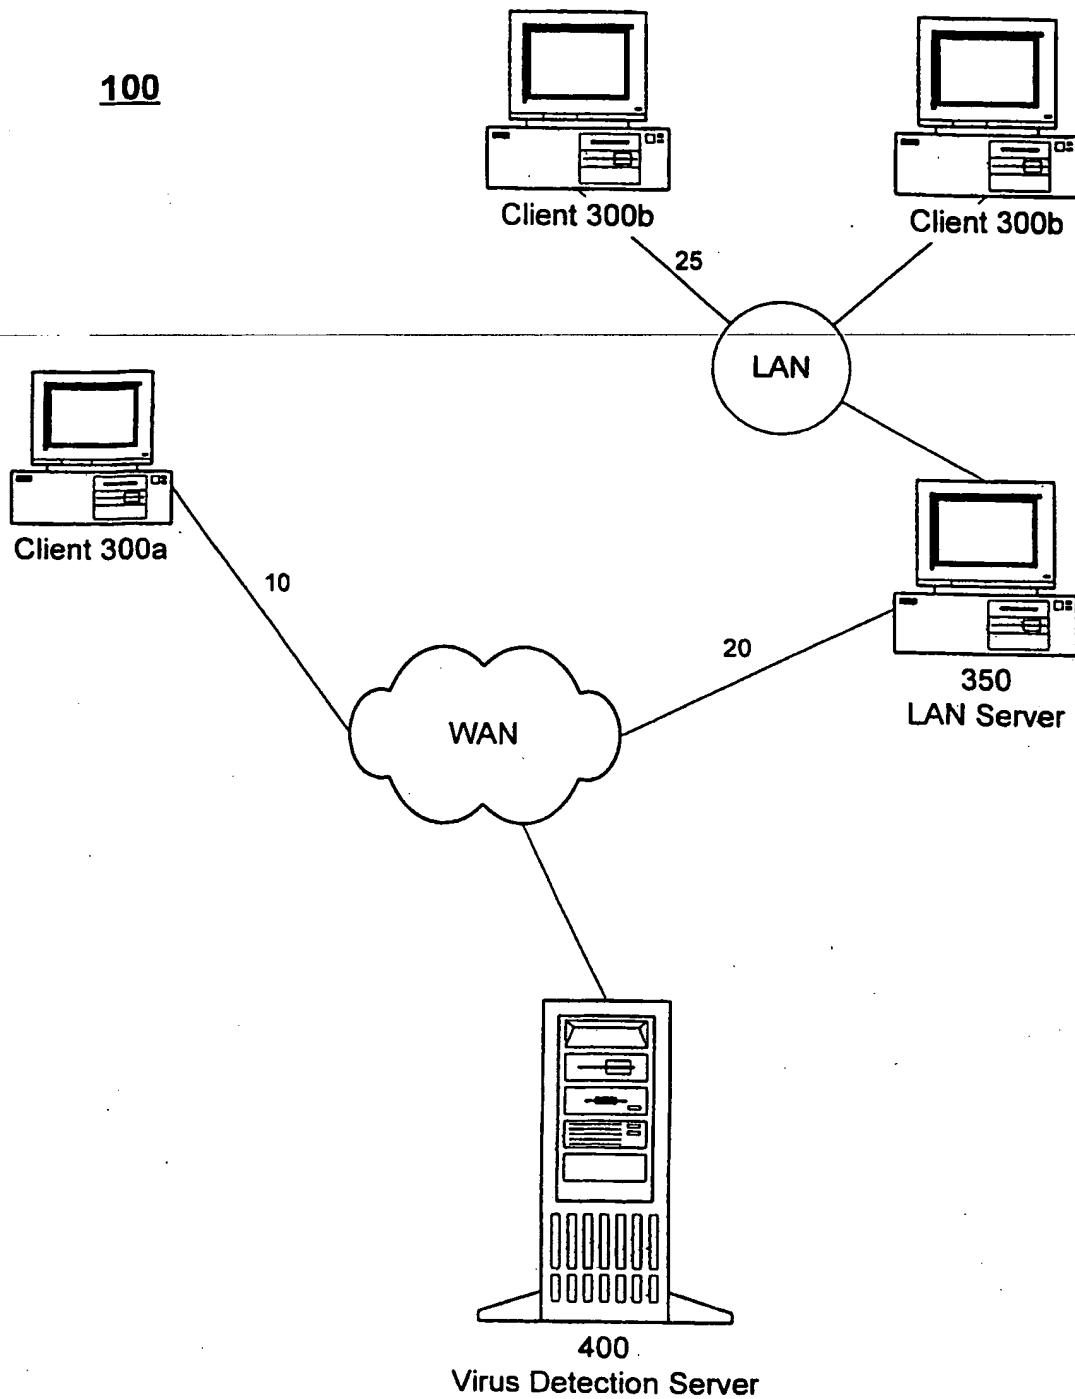 100
Client 300b
Client 300b
25
LAN
Client 300a
10
20
350
LAN Server
WAN
400
Virus Detection Server